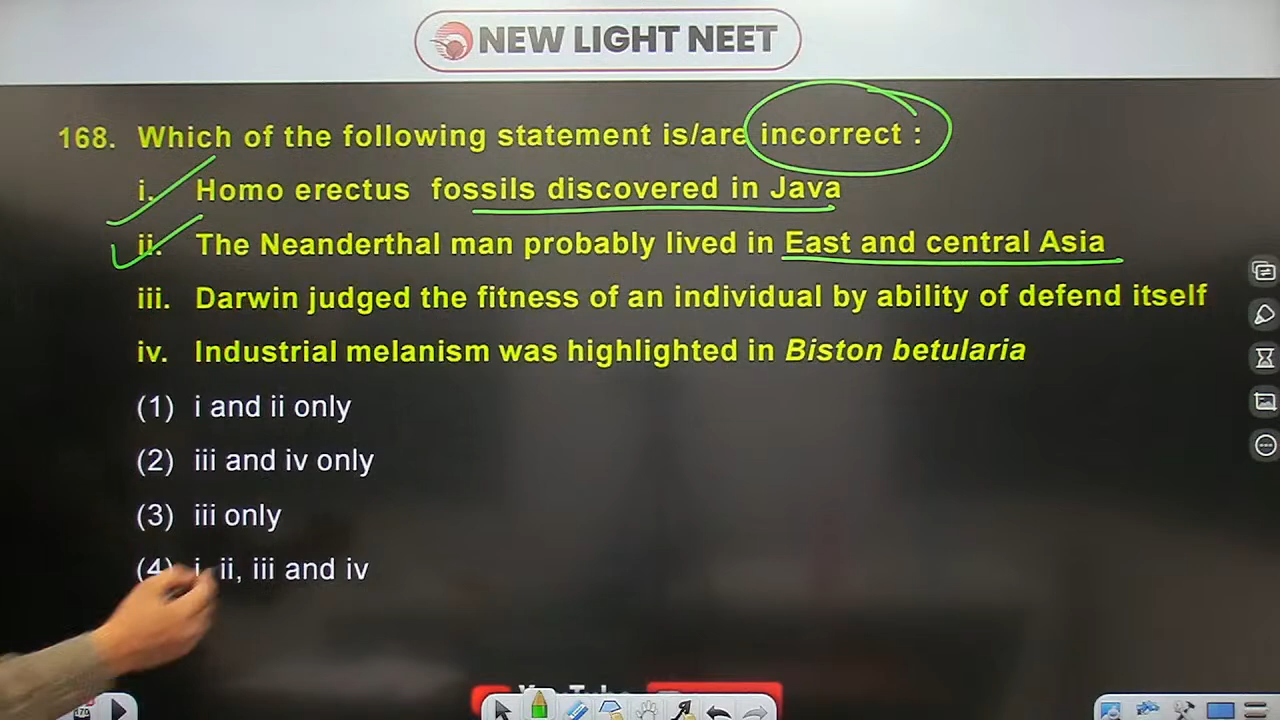 NEW LIGHT NEET
168. Which of the following statement is/are incorrect :
i. Homo erectus fossils discovered in Java
ii. The Neanderthal man probably lived in East and central Asia
iii. Darwin judged the fitness of an individual by ability of defend itself
iv. Industrial melanism was highlighted in Biston betularia
(1) i and ii only
(2) iii and iv only
(3) iii only
(4) i, ii, iii and iv